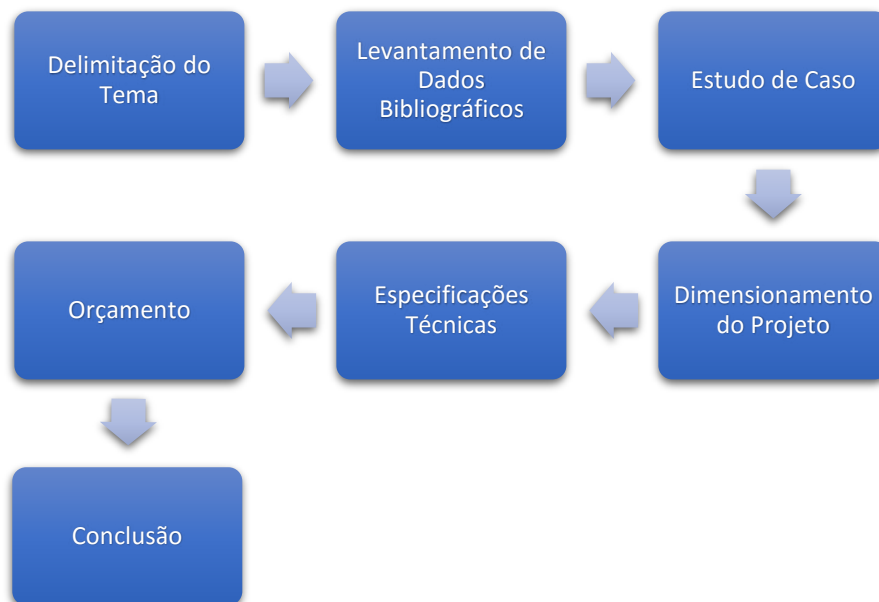 Delimitação do
Tema
Levantamento de
Dados
Bibliográficos
Estudo de Caso
Dimensionamento
do Projeto
Especificações
Técnicas
Orçamento
Conclusão